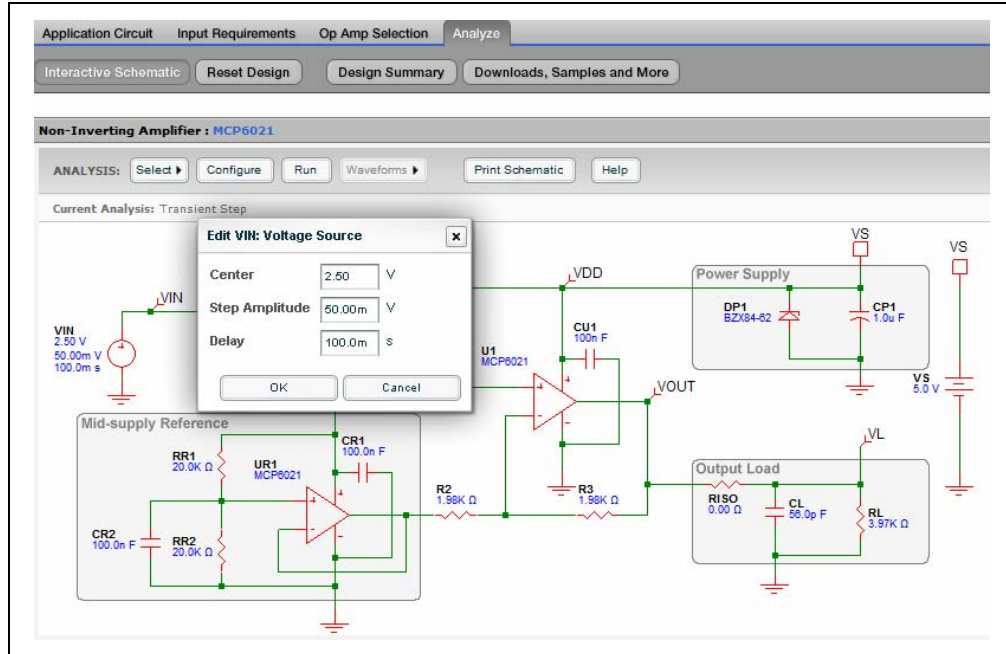 Application Circuit Input Requirements Op Amp Selection Analyze
Interactive Schematic Reset Design Design Summary Downloads, Samples and More
Non-Inverting Amplifier : MCP6021
ANALYSIS: Select Configure Run Waveforms Print Schematic Help
Current Analysis: Transient Step
Edit VIN: Voltage Source x
Center 2.50 V
Step Amplitude 50.00m V
Delay 100.0m s
OK Cancel
VIN
VIN
2.50 V
50.00m V
100.0m s
VDD
CU1
100n F
U1
MCP6021
VOUT
VS
Power Supply
DP1
BZX84-62
CP1
1.0u F
VS
VS
5.0 V
Mid-supply Reference
RR1
20.0K Ω
UR1
MCP6021
CR1
100.0n F
CR2
100.0n F
RR2
20.0K Ω
R2
1.98K Ω
R3
1.98K Ω
VL
Output Load
RISO
0.00 Ω
CL
56.0p F
RL
3.97K Ω